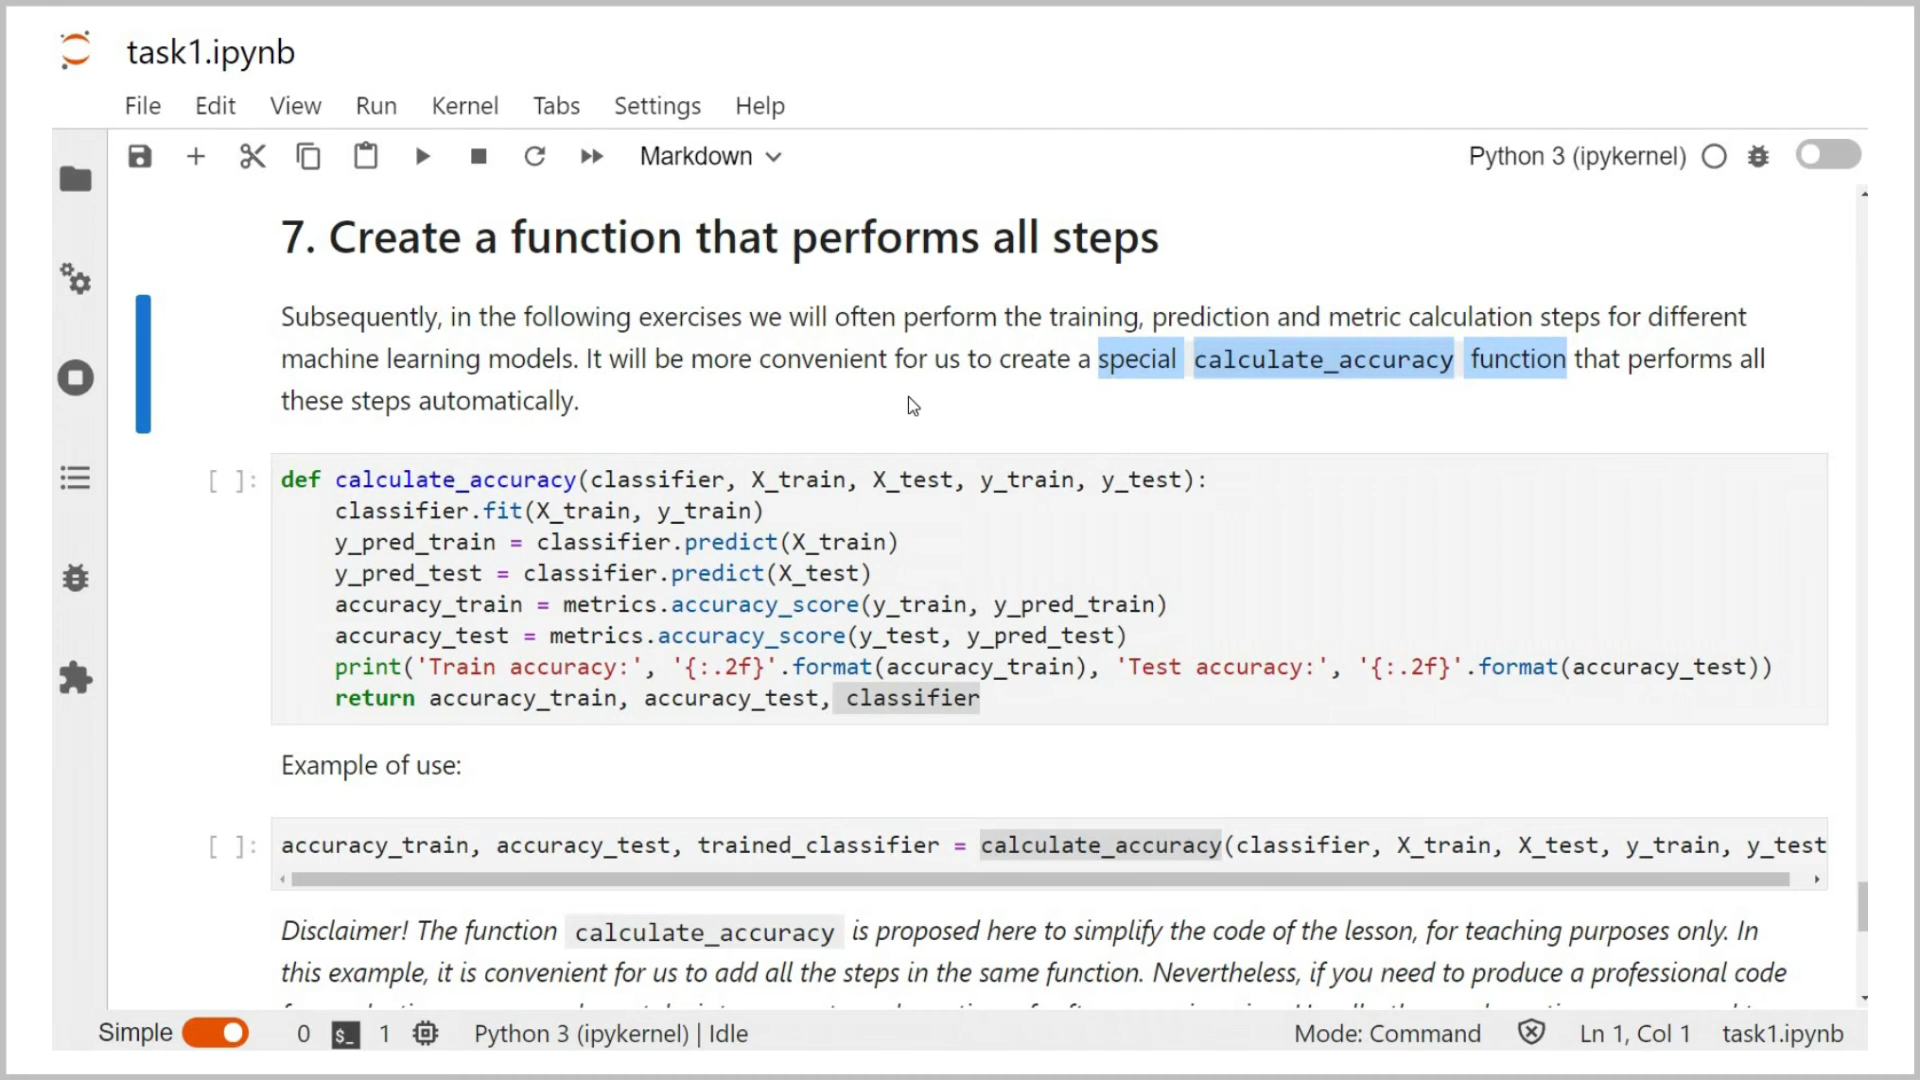 task1.ipynb
File Edit View Run Kernel Tabs Settings Help
Markdown Python 3 (ipykernel)
7. Create a function that performs all steps
Subsequently, in the following exercises we will often perform the training, prediction and metric calculation steps for different
machine learning models. It will be more convenient for us to create a special calculate_accuracy function that performs all
these steps automatically.
[ ]: def calculate_accuracy(classifier, X_train, X_test, y_train, y_test):
classifier.fit(X_train, y_train)
y_pred_train = classifier.predict(X_train)
y_pred_test = classifier.predict(X_test)
accuracy_train = metrics.accuracy_score(y_train, y_pred_train)
accuracy_test = metrics.accuracy_score(y_test, y_pred_test)
print('Train accuracy:', '{:.2f}'.format(accuracy_train), 'Test accuracy:', '{:.2f}'.format(accuracy_test))
return accuracy_train, accuracy_test, classifier
Example of use:
[ ]: accuracy_train, accuracy_test, trained_classifier = calculate_accuracy(classifier, X_train, X_test, y_train, y_test
Disclaimer! The function calculate_accuracy is proposed here to simplify the code of the lesson, for teaching purposes only. In
this example, it is convenient for us to add all the steps in the same function. Nevertheless, if you need to produce a professional code
Simple 0 $_ 1 Python 3 (ipykernel) | Idle Mode: Command Ln 1, Col 1 task1.ipynb